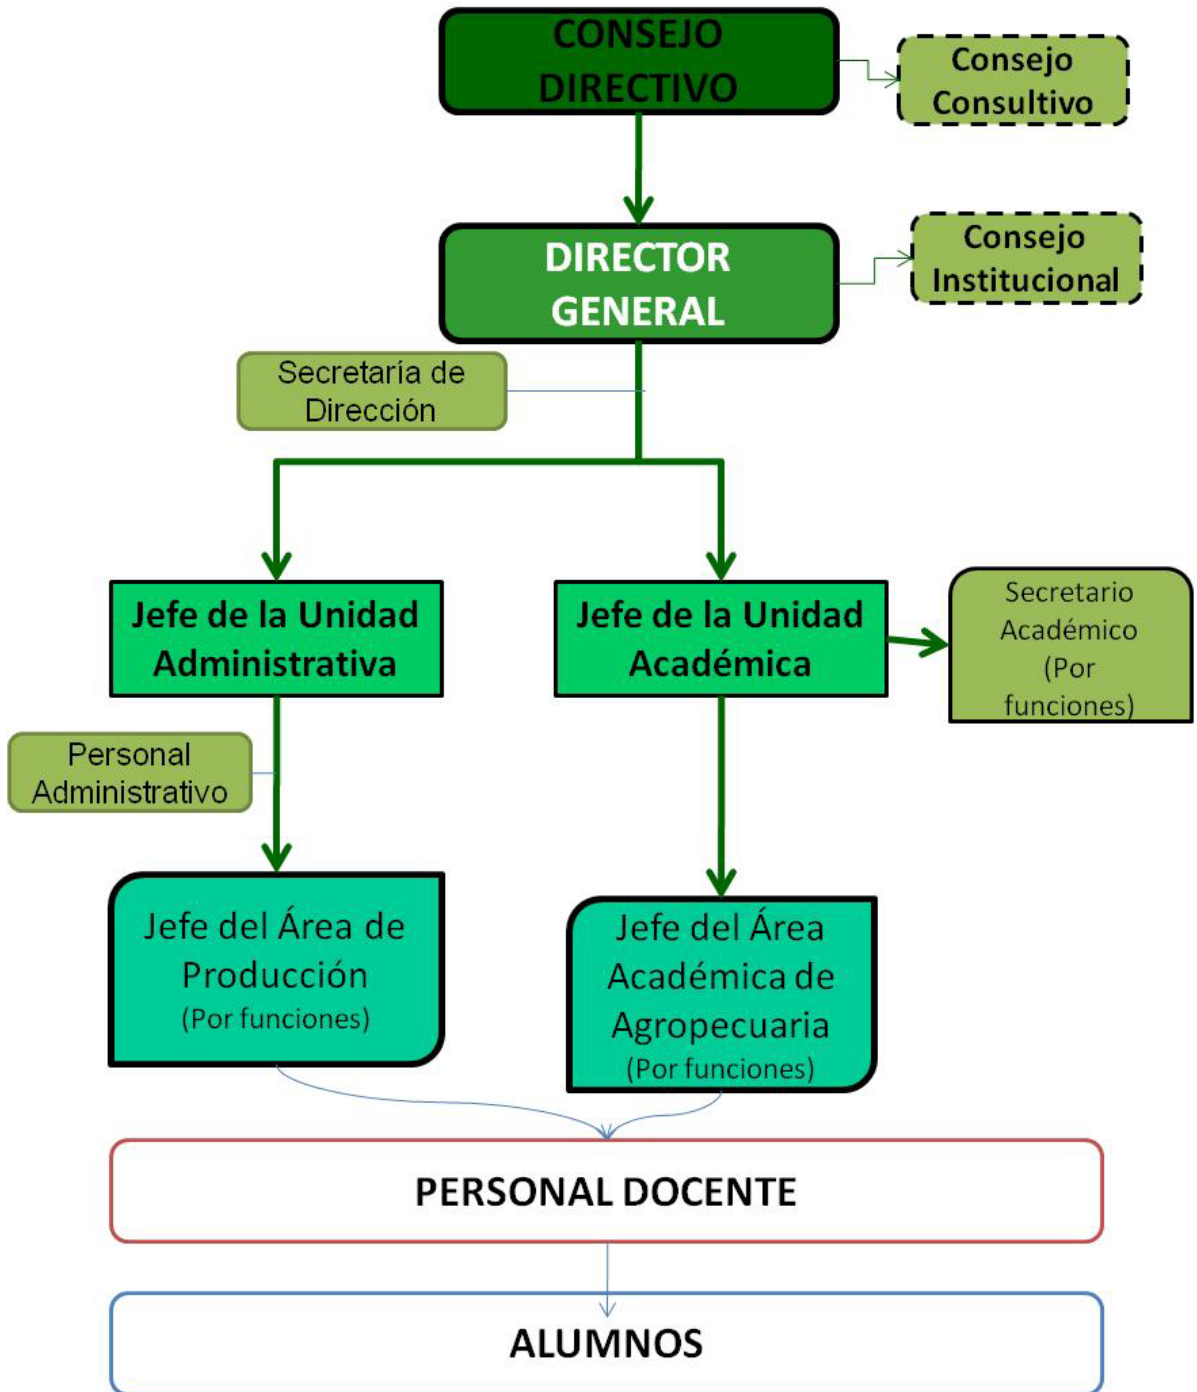 CONSEJO
DIRECTIVO
Consejo
Consultivo
DIRECTOR
GENERAL
Consejo
Institucional
Secretaría de
Dirección
Jefe de la Unidad
Administrativa
Jefe de la Unidad
Académica
Secretario
Académico
(Por
funciones)
Personal
Administrativo
Jefe del Área de
Producción
(Por funciones)
Jefe del Área
Académica de
Agropecuaria
(Por funciones)
PERSONAL DOCENTE
ALUMNOS